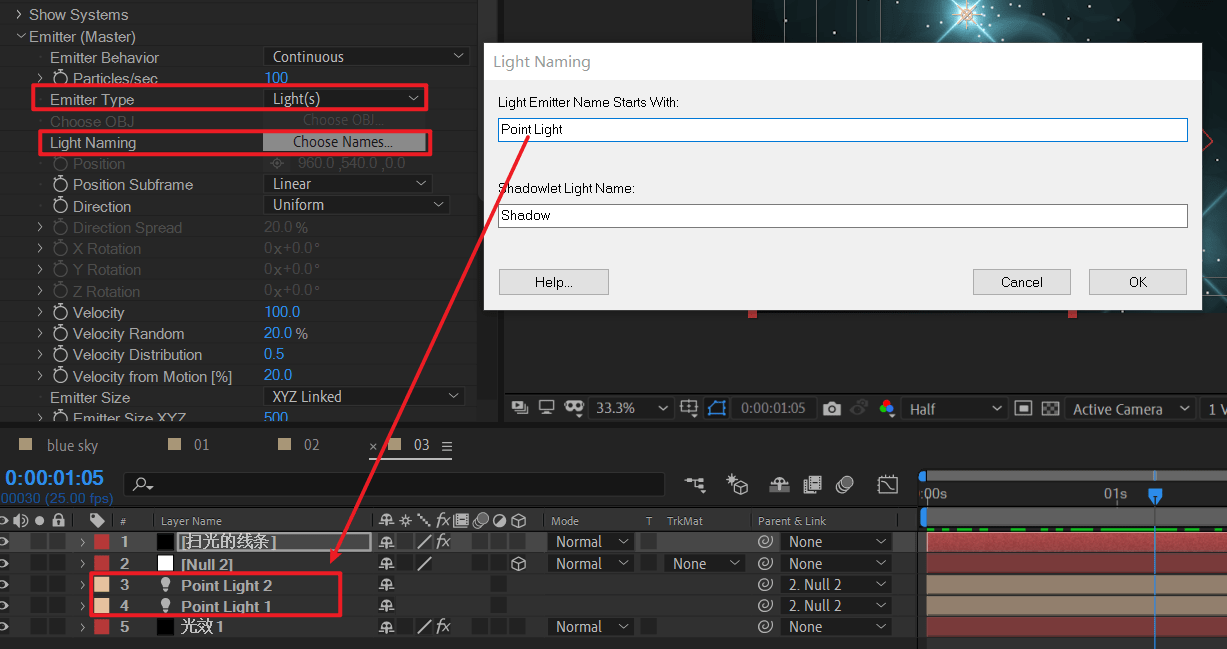 Show Systems
Emitter (Master)
Emitter Behavior Continuous
Particles/sec 100
Emitter Type Light(s)
Choose OBJ Choose OBJ...
Light Naming Choose Names...
Position 960.0 ,540.0 ,0.0
Position Subframe Linear
Direction Uniform
Direction Spread 20.0 %
X Rotation 0x+0.0°
Y Rotation 0x+0.0°
Z Rotation 0x+0.0°
Velocity 100.0
Velocity Random 20.0 %
Velocity Distribution 0.5
Velocity from Motion [%] 20.0
Emitter Size XYZ Linked
Emitter Size XYZ 500
Light Naming
Light Emitter Name Starts With:
Point Light
Shadowlet Light Name:
Shadow
Help... Cancel OK
33.3% 0:00:01:05 Half Active Camera 1 V
blue sky 01 02 × 03
0:00:01:05
00030 (25.00 fps)
:00s 01s
# Layer Name fx Mode T TrkMat Parent & Link
1 [扫光的线条] fx Normal None
2 [Null 2] Normal None None
3 Point Light 2 2. Null 2
4 Point Light 1 2. Null 2
5 光效 1 fx Normal None